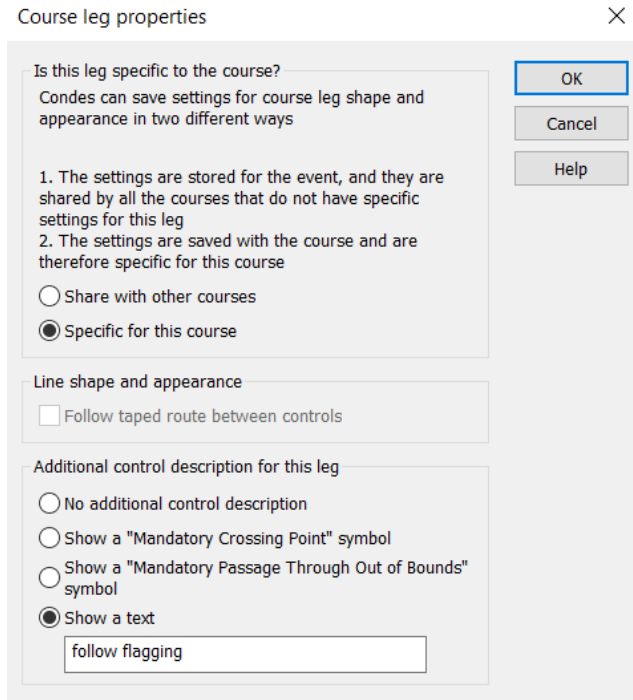 Course leg properties
Is this leg specific to the course?
Condes can save settings for course leg shape and
appearance in two different ways
1. The settings are stored for the event, and they are
shared by all the courses that do not have specific
settings for this leg
2. The settings are saved with the course and are
therefore specific for this course
Share with other courses
Specific for this course
Line shape and appearance
Follow taped route between controls
Additional control description for this leg
No additional control description
Show a "Mandatory Crossing Point" symbol
Show a "Mandatory Passage Through Out of Bounds"
symbol
Show a text
follow flagging
OK
Cancel
Help